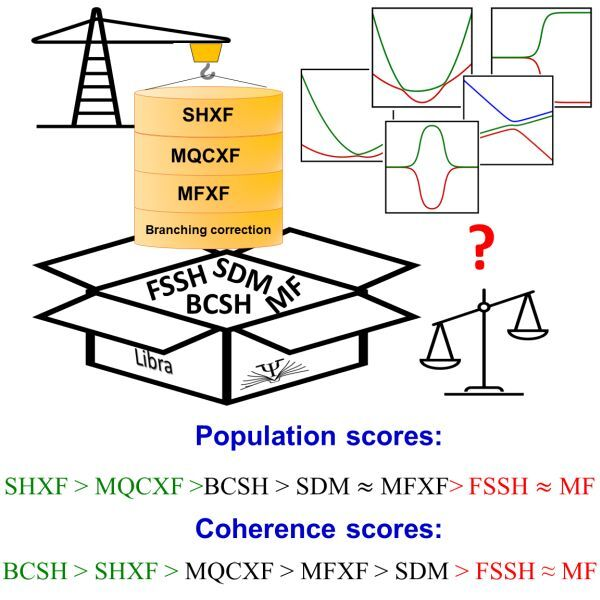 SHXF
MQCXF
MFXF
Branching correction
FSSH SDM
BCSH MF
Libra
Ψ
?
Population scores:
SHXF > MQCXF >BCSH > SDM ≈ MFXF> FSSH ≈ MF
Coherence scores:
BCSH > SHXF > MQCXF > MFXF > SDM > FSSH ≈ MF